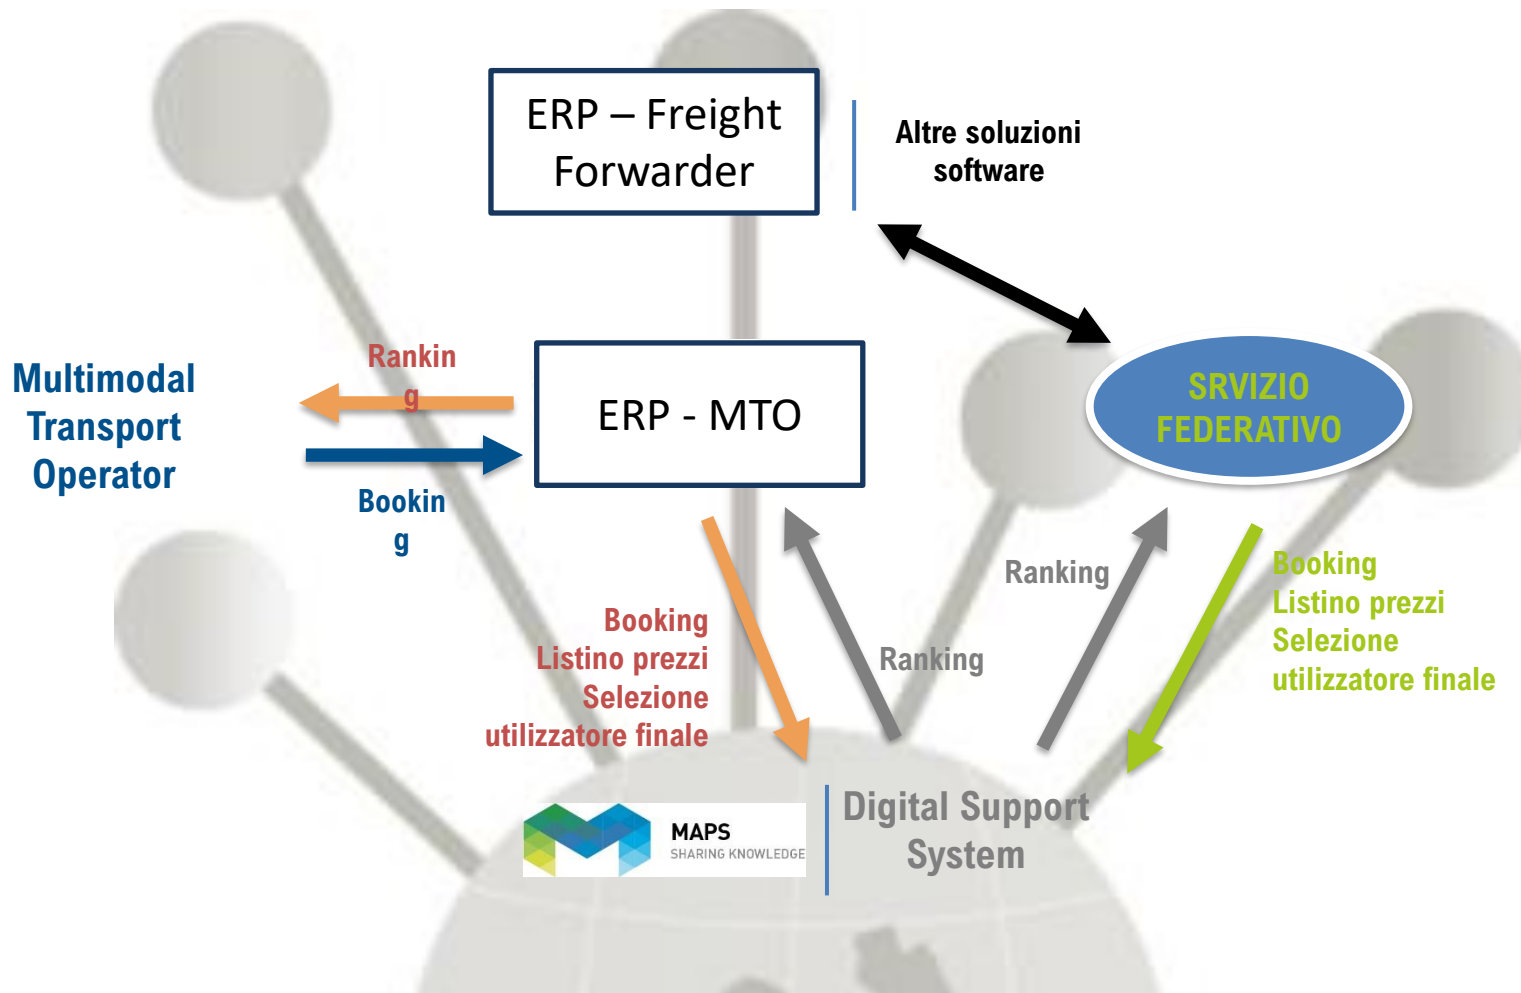 ERP – Freight
Forwarder
Altre soluzioni
software
Multimodal
Transport
Operator
Rankin
g
Bookin
g
ERP - MTO
SRVIZIO
FEDERATIVO
Booking
Listino prezzi
Selezione
utilizzatore finale
Ranking
Ranking
Booking
Listino prezzi
Selezione
utilizzatore finale
MAPS
SHARING KNOWLEDGE
Digital Support
System